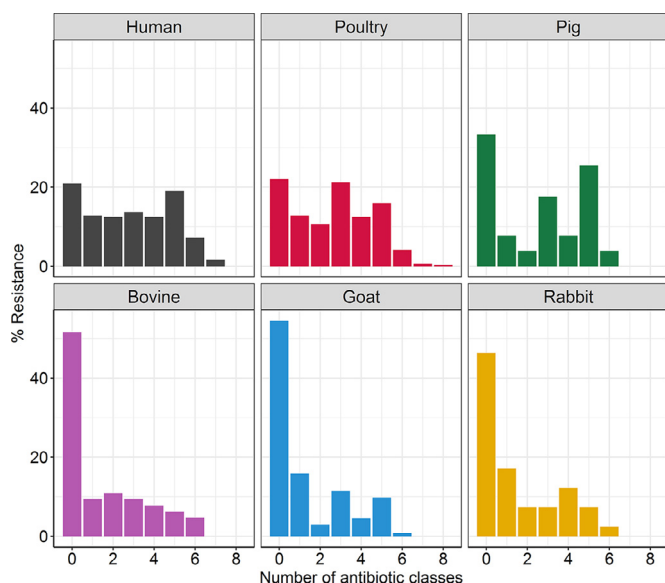 Human Poultry Pig
% Resistance
40
20
0
Bovine Goat Rabbit
40
20
0
0 2 4 6 8 0 2 4 6 8 0 2 4 6 8
Number of antibiotic classes